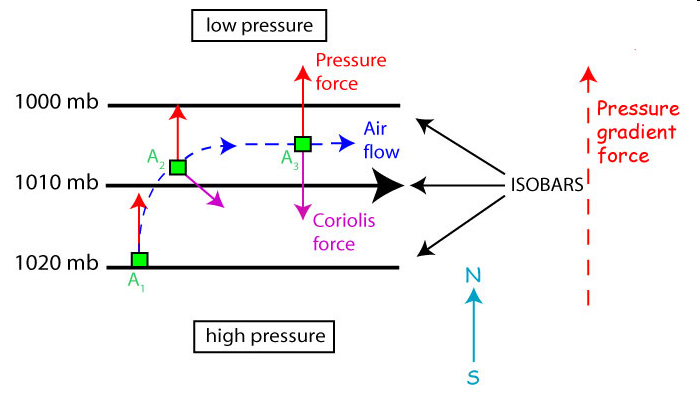 low pressure
Pressure
force
1000 mb
Pressure
gradient
force
Air
flow
A2
A3
1010 mb
ISOBARS
Coriolis
force
1020 mb
A1
N
high pressure
S